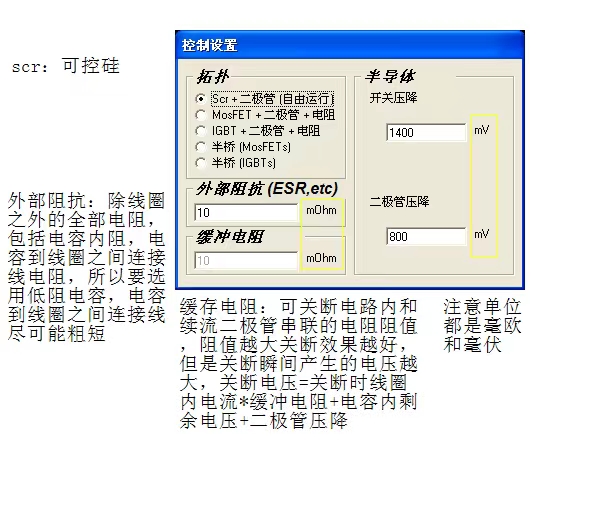 控制设置
scr: 可控硅
拓扑
Scr + 二极管 (自由运行)
MosFET + 二极管 + 电阻
IGBT + 二极管 + 电阻
半桥 (MosFETs)
半桥 (IGBTs)
外部阻抗 (ESR,etc)
10 mOhm
缓冲电阻
10 mOhm
半导体
开关压降
1400 mV
二极管压降
800 mV
外部阻抗: 除线圈
之外的全部电阻,
包括电容内阻, 电
容到线圈之间连接
线电阻, 所以要选
用低阻电容, 电容
到线圈之间连接线
尽可能粗短
缓存电阻: 可关断电路内和
续流二极管串联的电阻阻值
, 阻值越大关断效果越好,
但是关断瞬间产生的电压越
大, 关断电压=关断时线圈
内电流*缓冲电阻+电容内剩
余电压+二极管压降
注意单位
都是毫欧
和毫伏